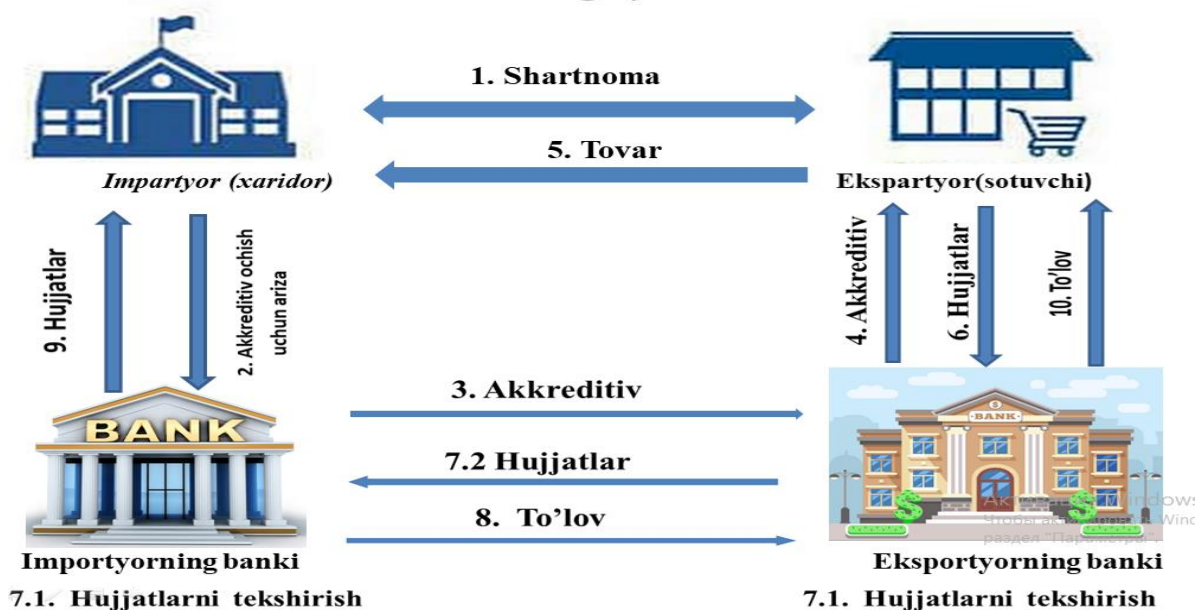 1. Shartnoma
5. Tovar
Impartyor (xaridor)
Ekspartyor(sotuvchi)
9. Hujjatlar
2. Akkreditiv ochish
uchun ariza
4. Akkreditiv
6. Hujjatlar
10. To'lov
BANK
3. Akkreditiv
BANK
7.2 Hujjatlar
8. To'lov
Importyorning banki
Eksportyorning banki
7.1. Hujjatlarni tekshirish
7.1. Hujjatlarni tekshirish